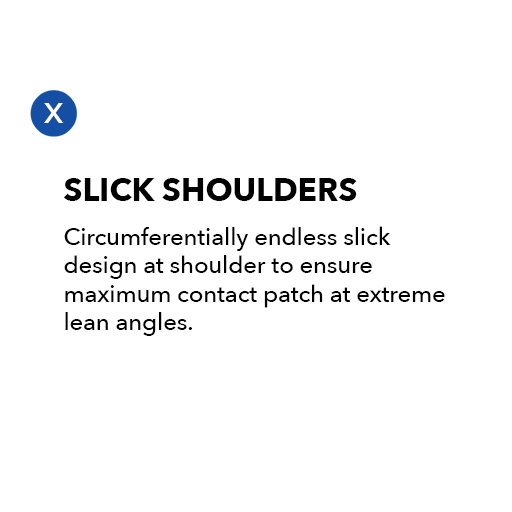 X
SLICK SHOULDERS
Circumferentially endless slick
design at shoulder to ensure
maximum contact patch at extreme
lean angles.